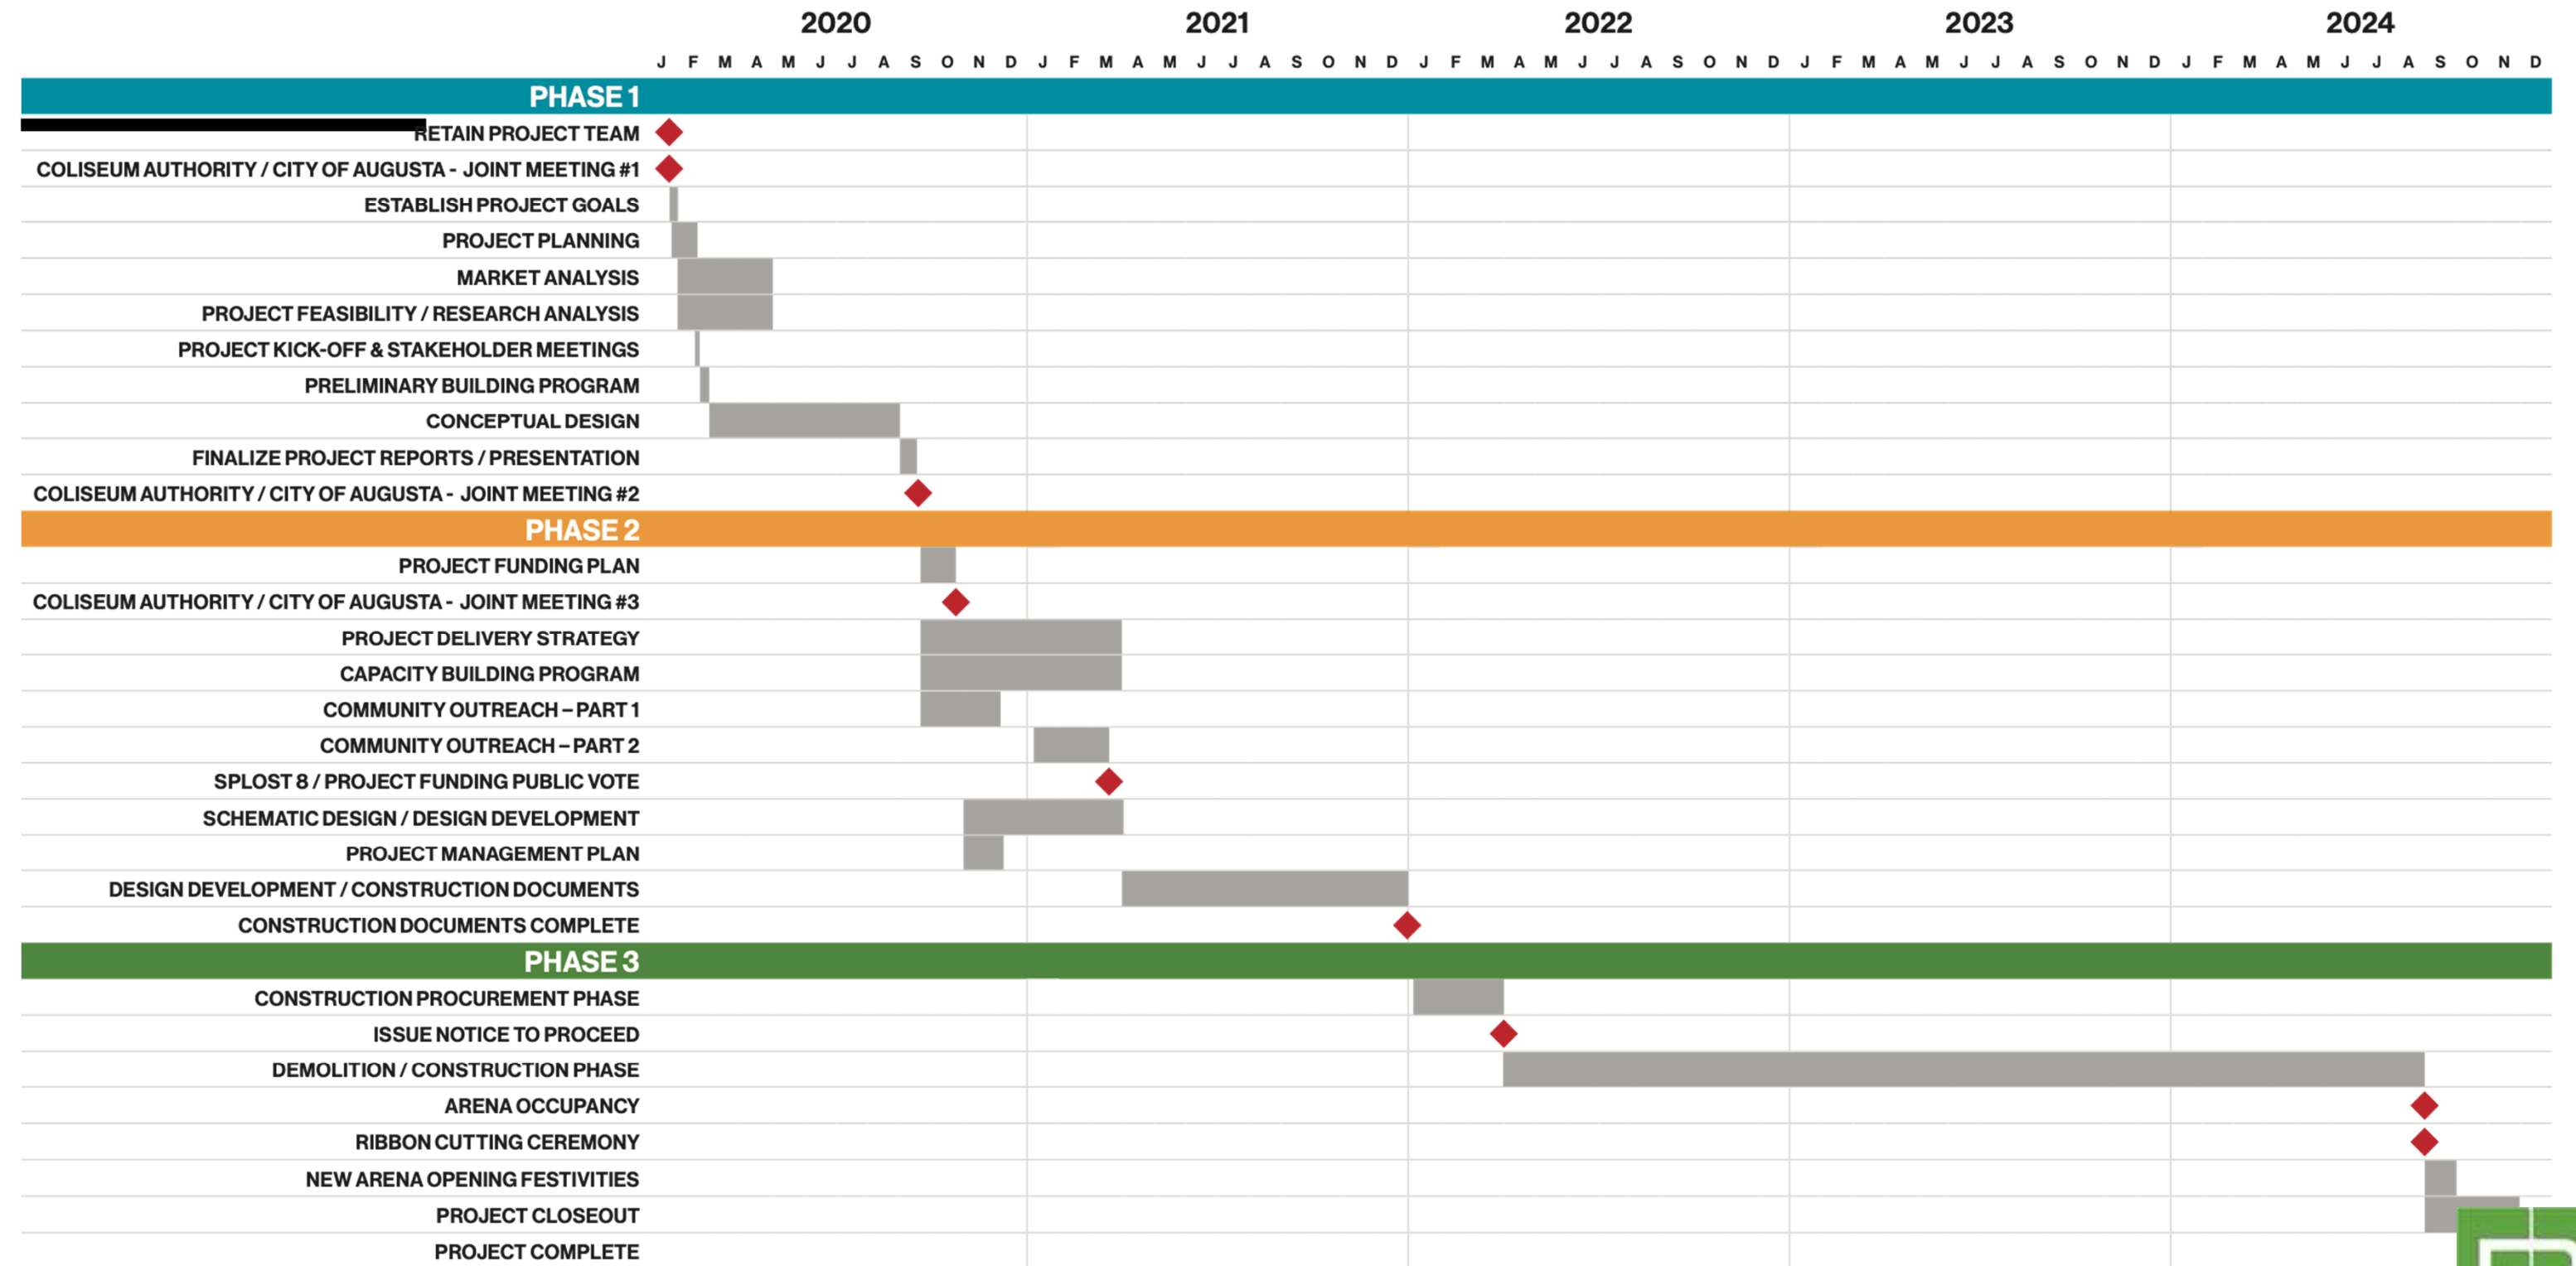 2020 2021 2022 2023 2024
J F M A M J J A S O N D J F M A M J J A S O N D J F M A M J J A S O N D J F M A M J J A S O N D J F M A M J J A S O N D
PHASE 1
RETAIN PROJECT TEAM
COLISEUM AUTHORITY / CITY OF AUGUSTA - JOINT MEETING #1
ESTABLISH PROJECT GOALS
PROJECT PLANNING
MARKET ANALYSIS
PROJECT FEASIBILITY / RESEARCH ANALYSIS
PROJECT KICK-OFF & STAKEHOLDER MEETINGS
PRELIMINARY BUILDING PROGRAM
CONCEPTUAL DESIGN
FINALIZE PROJECT REPORTS / PRESENTATION
COLISEUM AUTHORITY / CITY OF AUGUSTA - JOINT MEETING #2
PHASE 2
PROJECT FUNDING PLAN
COLISEUM AUTHORITY / CITY OF AUGUSTA - JOINT MEETING #3
PROJECT DELIVERY STRATEGY
CAPACITY BUILDING PROGRAM
COMMUNITY OUTREACH – PART 1
COMMUNITY OUTREACH – PART 2
SPLOST 8 / PROJECT FUNDING PUBLIC VOTE
SCHEMATIC DESIGN / DESIGN DEVELOPMENT
PROJECT MANAGEMENT PLAN
DESIGN DEVELOPMENT / CONSTRUCTION DOCUMENTS
CONSTRUCTION DOCUMENTS COMPLETE
PHASE 3
CONSTRUCTION PROCUREMENT PHASE
ISSUE NOTICE TO PROCEED
DEMOLITION / CONSTRUCTION PHASE
ARENA OCCUPANCY
RIBBON CUTTING CEREMONY
NEW ARENA OPENING FESTIVITIES
PROJECT CLOSEOUT
PROJECT COMPLETE